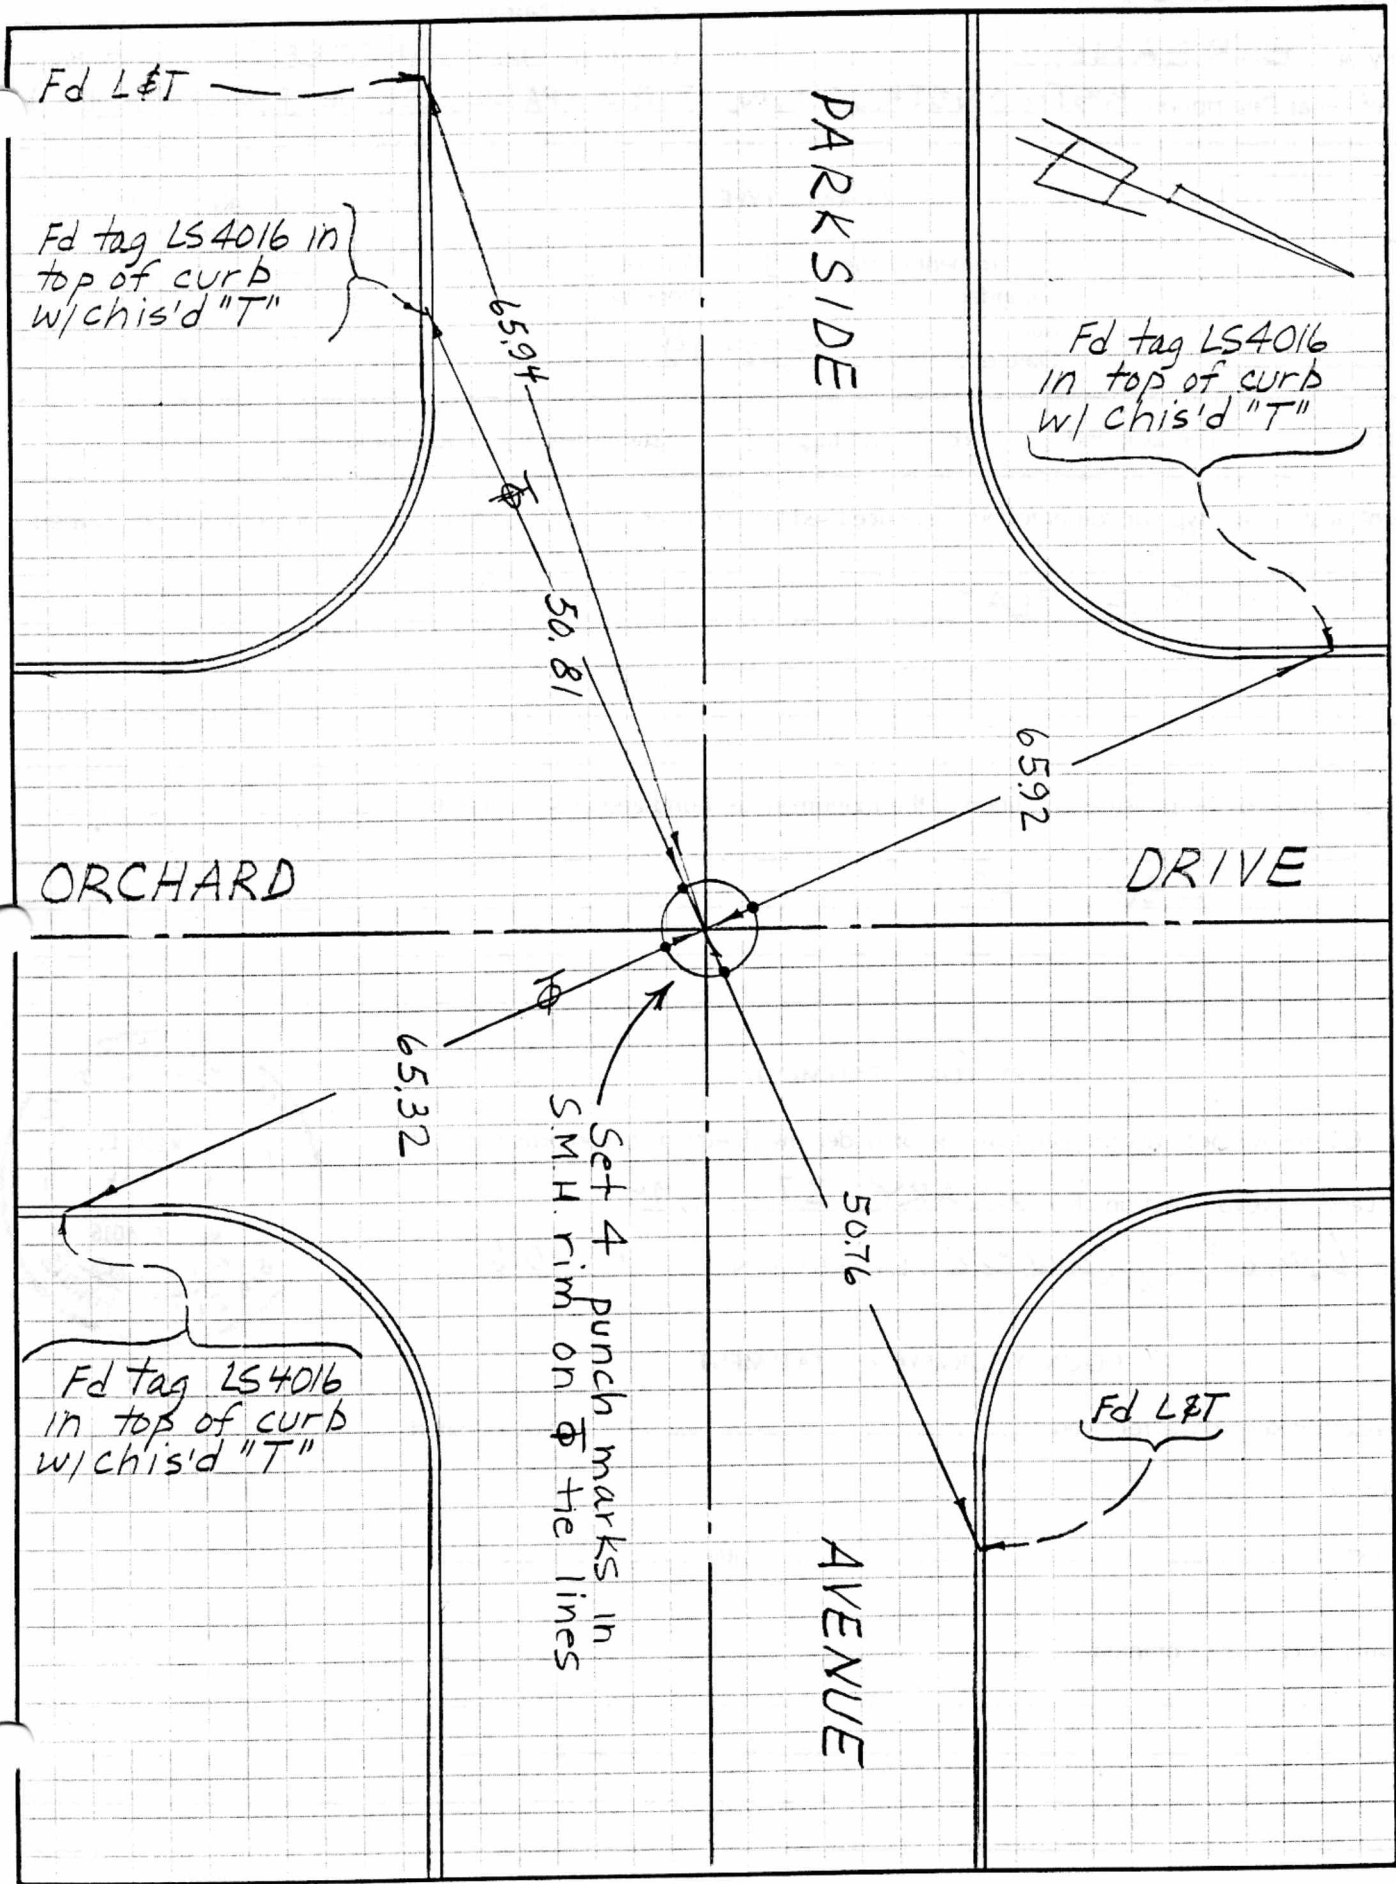 Fd L&T
PARKSIDE
Fd tag LS4016 in
top of curb
w/chis'd "T"
Fd tag LS4016
in top of curb
w/ chis'd "T"
65.94
50.81
65.92
ORCHARD
DRIVE
65.32
Set 4 punch marks in
S.M.H. rim on ⌽ tie lines
50.76
Fd tag LS4016
in top of curb
w/chis'd "T"
Fd L&T
AVENUE